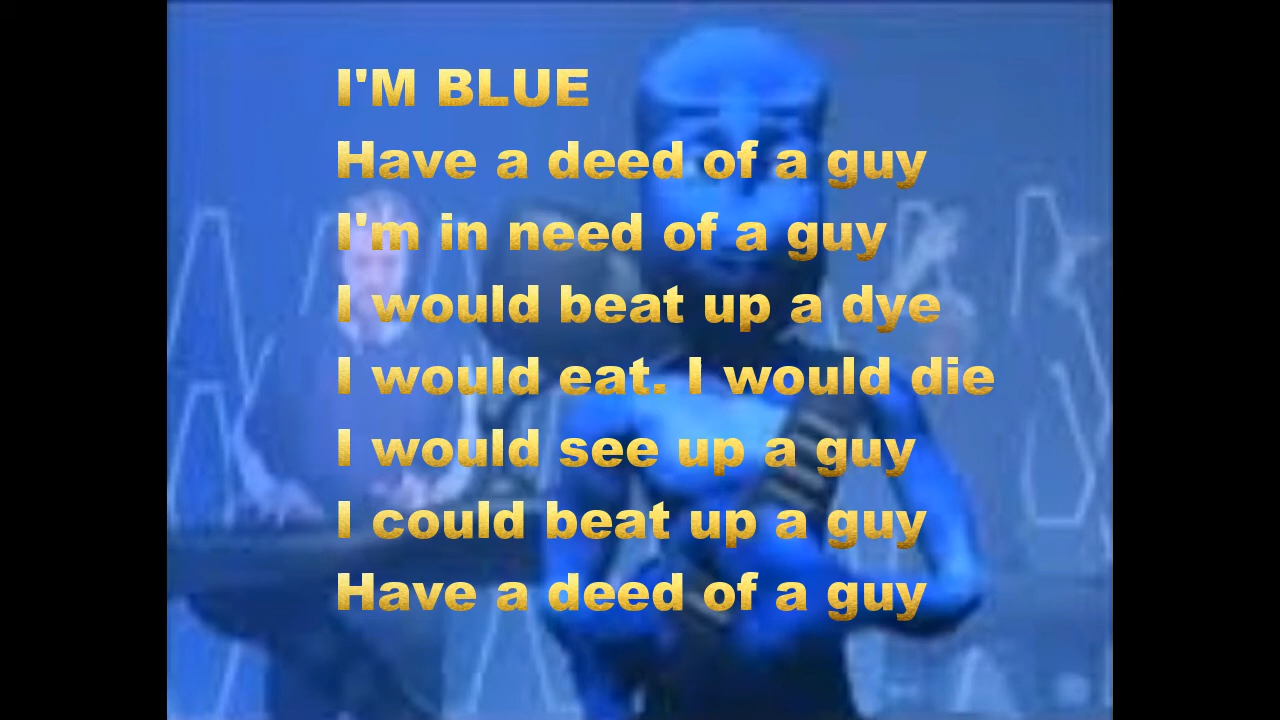 I'M BLUE
Have a deed of a guy
I'm in need of a guy
I would beat up a dye
I would eat. I would die
I would see up a guy
I could beat up a guy
Have a deed of a guy